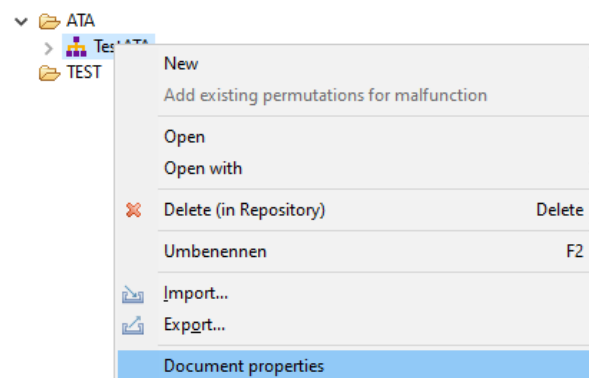 ATA
TestATA
TEST
New
Add existing permutations for malfunction
Open
Open with
Delete (in Repository) Delete
Umbenennen F2
Import...
Export...
Document properties